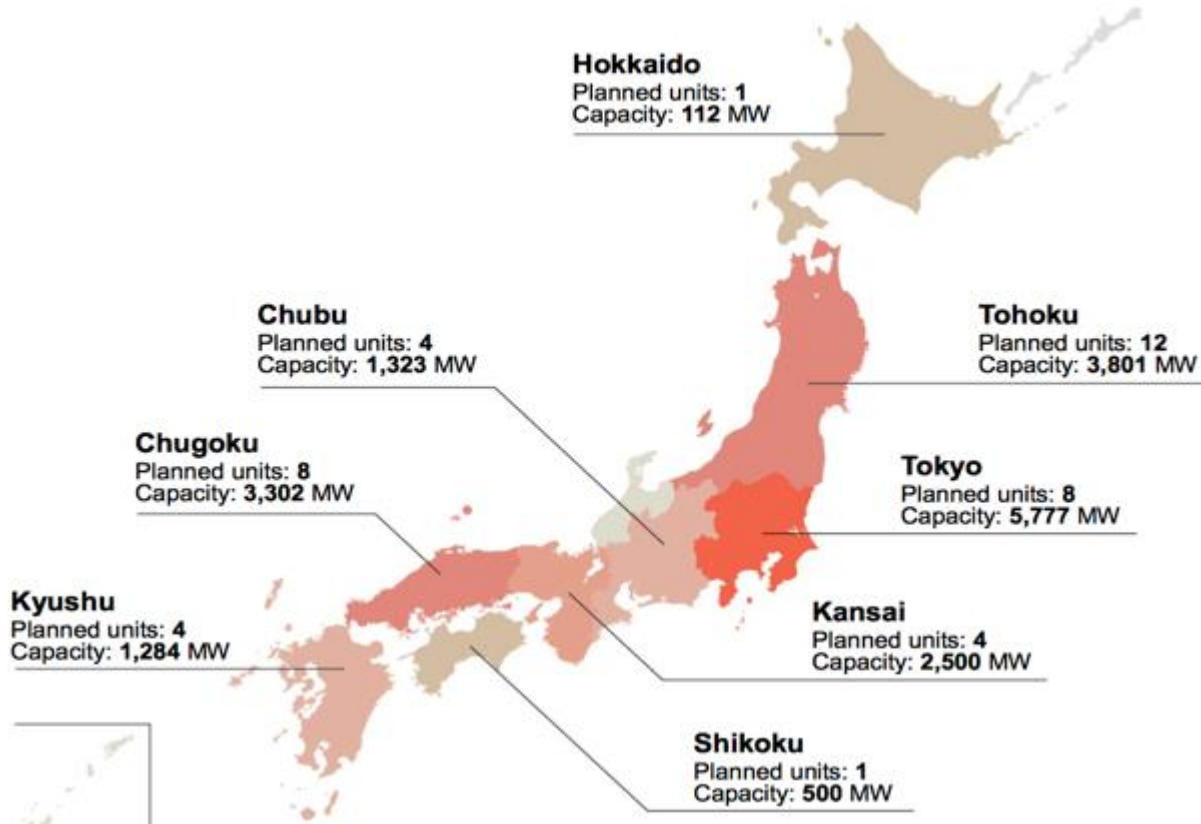 Hokkaido
Planned units: 1
Capacity: 112 MW
Chubu
Planned units: 4
Capacity: 1,323 MW
Tohoku
Planned units: 12
Capacity: 3,801 MW
Chugoku
Planned units: 8
Capacity: 3,302 MW
Tokyo
Planned units: 8
Capacity: 5,777 MW
Kyushu
Planned units: 4
Capacity: 1,284 MW
Kansai
Planned units: 4
Capacity: 2,500 MW
Shikoku
Planned units: 1
Capacity: 500 MW